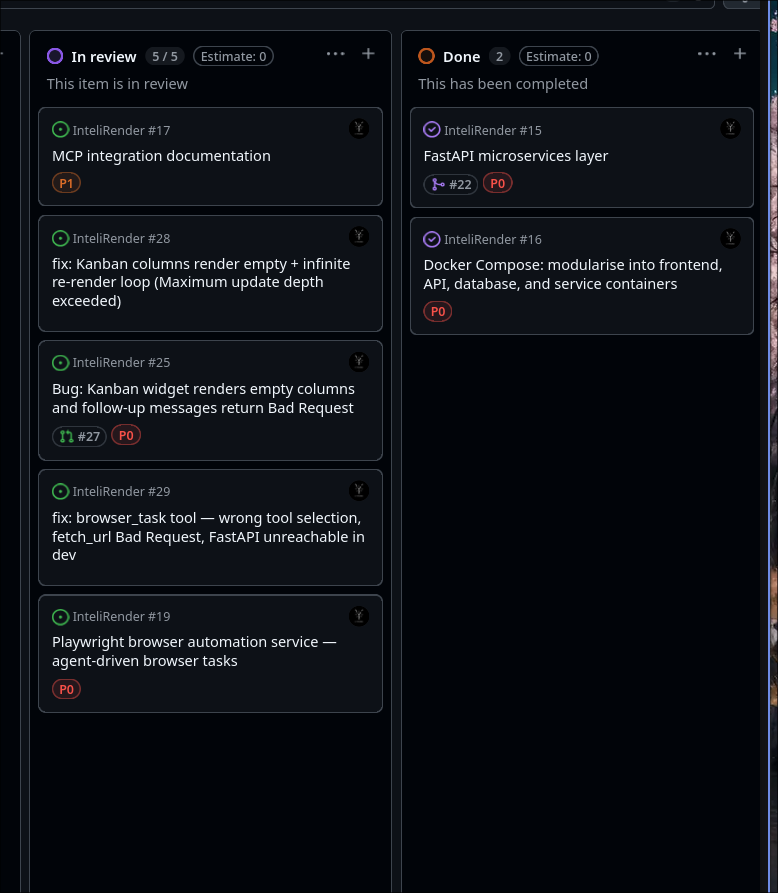 In review 5 / 5 Estimate: 0
This item is in review
InteliRender #17
MCP integration documentation
P1
InteliRender #28
fix: Kanban columns render empty + infinite
re-render loop (Maximum update depth
exceeded)
InteliRender #25
Bug: Kanban widget renders empty columns
and follow-up messages return Bad Request
#27 P0
InteliRender #29
fix: browser_task tool — wrong tool selection,
fetch_url Bad Request, FastAPI unreachable in
dev
InteliRender #19
Playwright browser automation service —
agent-driven browser tasks
P0
Done 2 Estimate: 0
This has been completed
InteliRender #15
FastAPI microservices layer
#22 P0
InteliRender #16
Docker Compose: modularise into frontend,
API, database, and service containers
P0